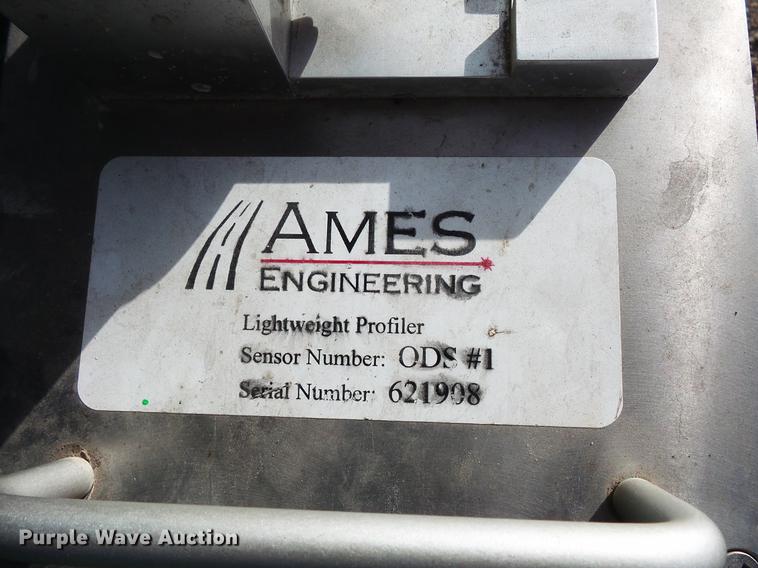 AMES
ENGINEERING
Lightweight Profiler
Sensor Number: ODS #1
Serial Number: 621908
Purple Wave Auction